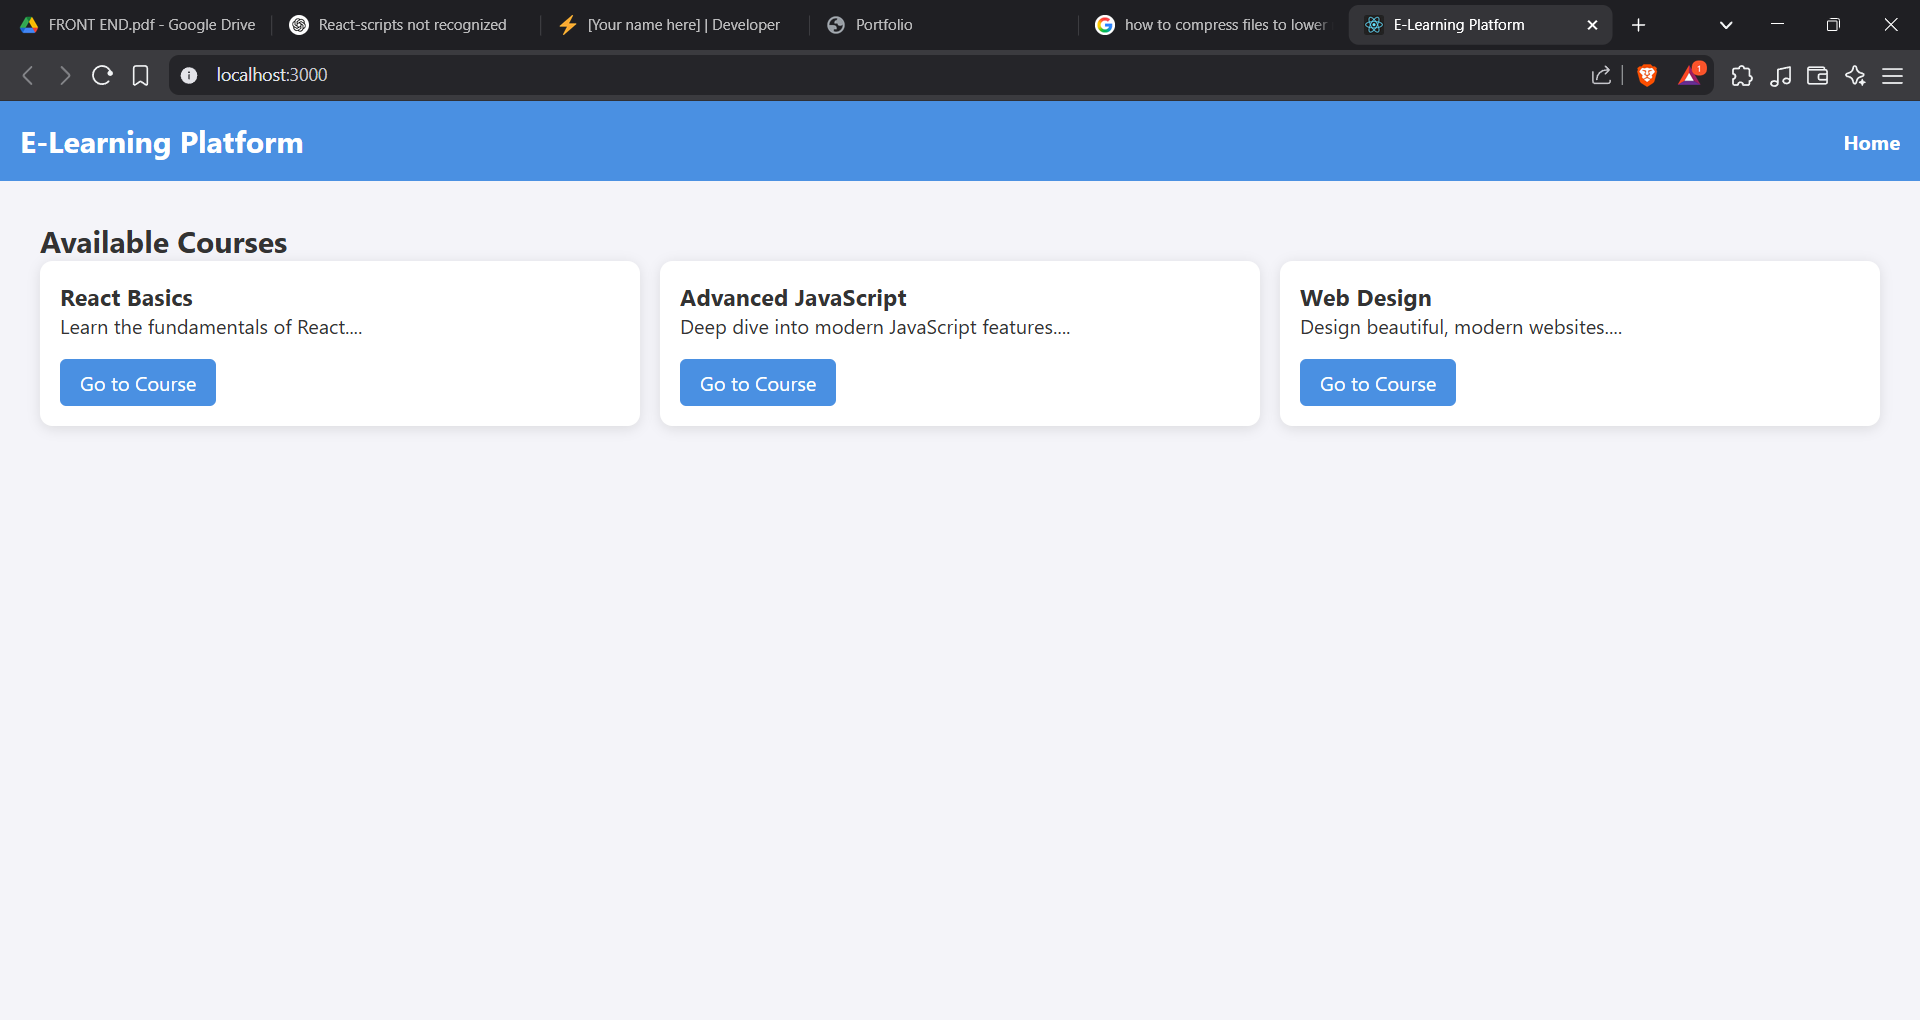 FRONT END.pdf - Google Drive
React-scripts not recognized
[Your name here] | Developer
Portfolio
how to compress files to lower
E-Learning Platform
localhost:3000
1
E-Learning Platform
Home
Available Courses
React Basics
Learn the fundamentals of React....
Go to Course
Advanced JavaScript
Deep dive into modern JavaScript features....
Go to Course
Web Design
Design beautiful, modern websites....
Go to Course